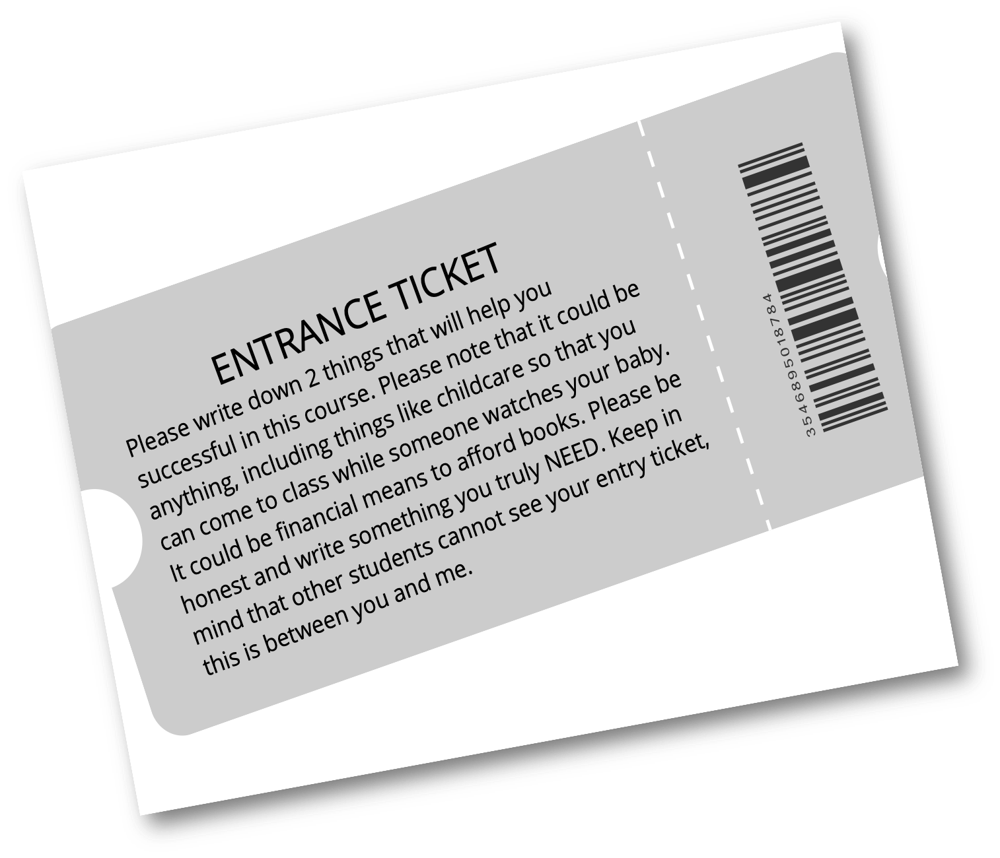 ENTRANCE TICKET
Please write down 2 things that will help you
successful in this course. Please note that it could be
anything, including things like childcare so that you
can come to class while someone watches your baby.
It could be financial means to afford books. Please be
honest and write something you truly NEED. Keep in
mind that other students cannot see your entry ticket,
this is between you and me.
3546895018784